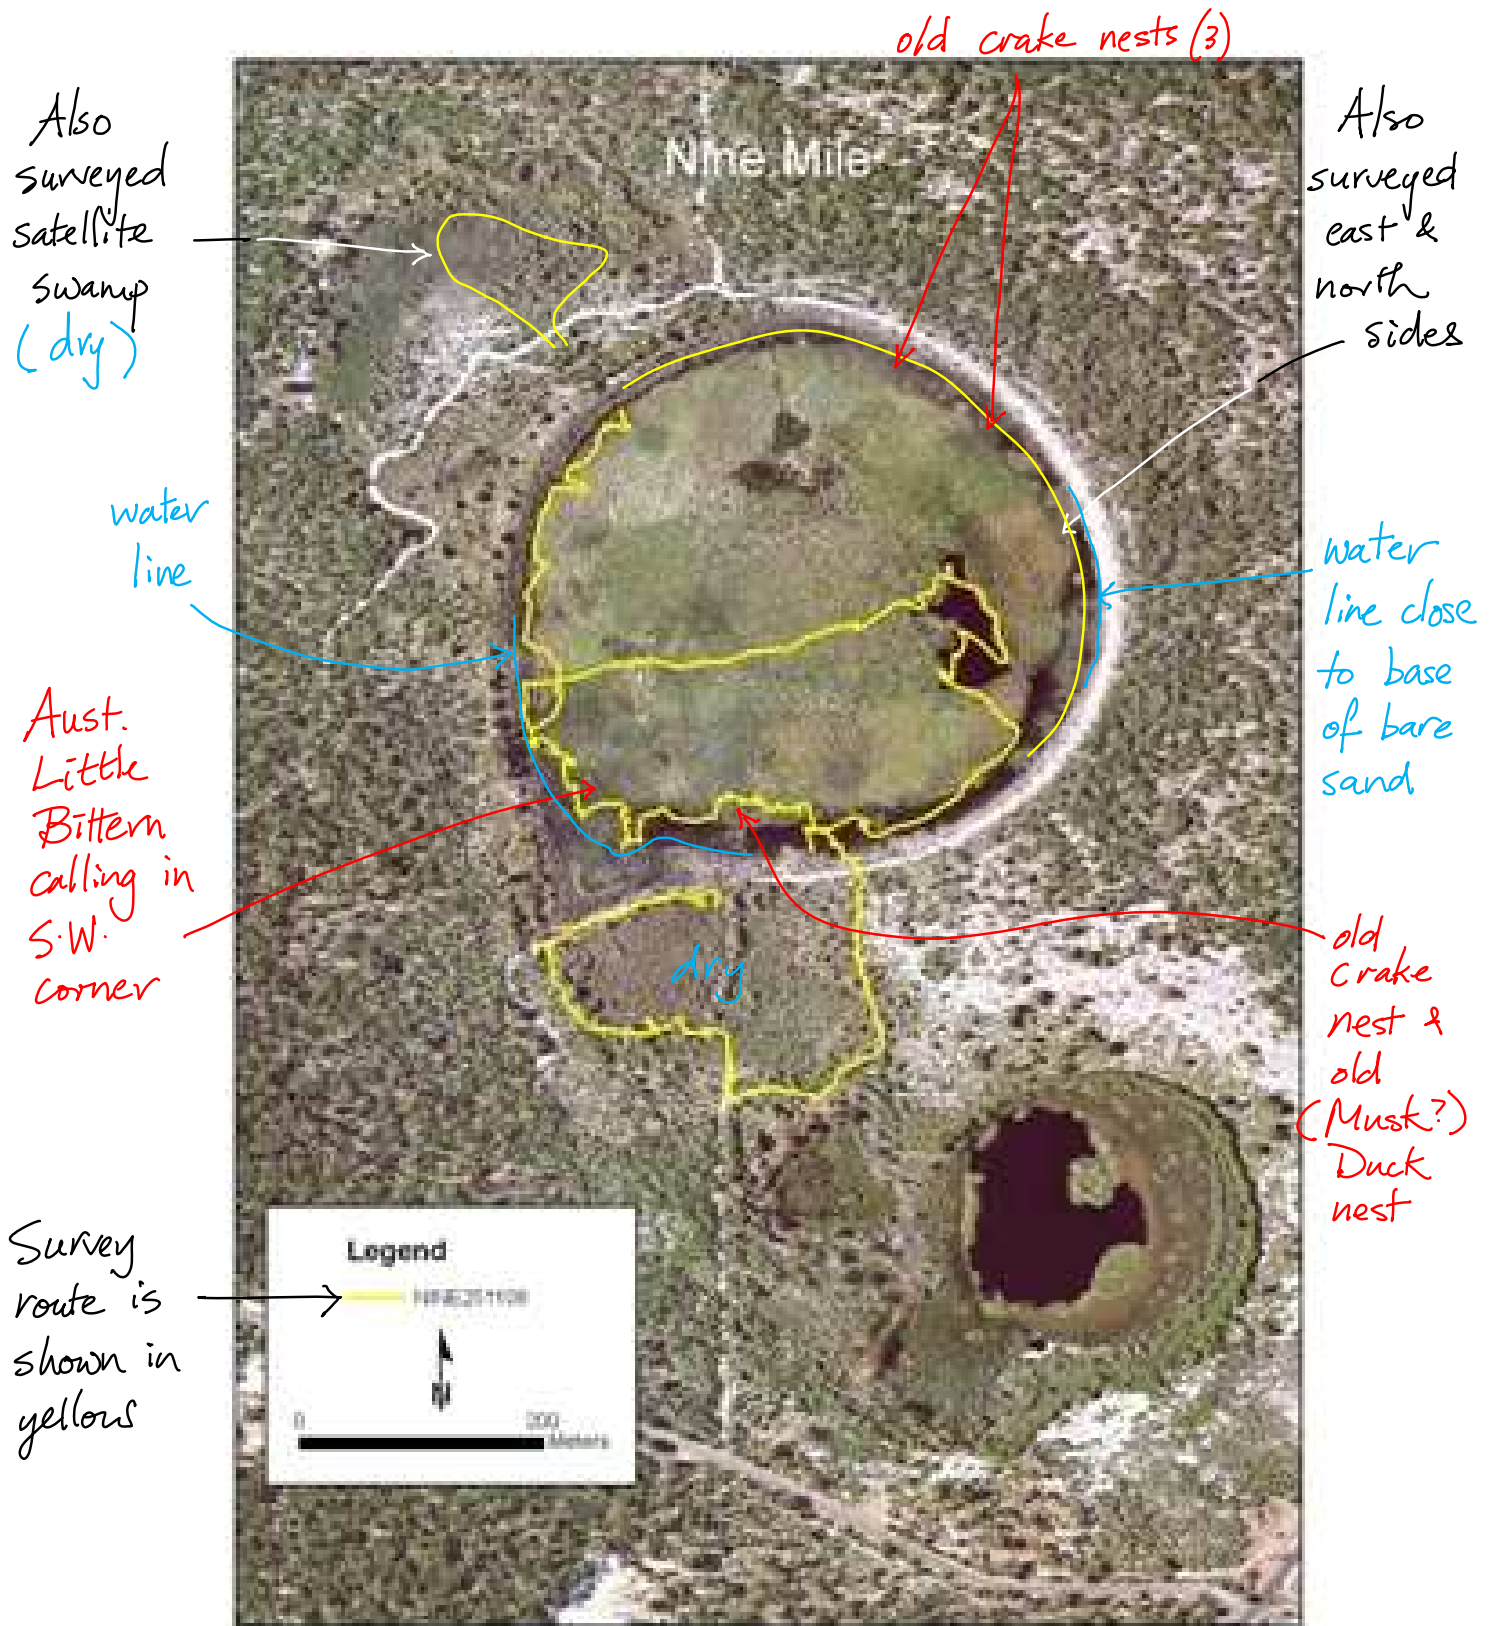 old crake nests (3)
Also
surveyed
satellite
swamp
(dry)
Nine Mile
Also
surveyed
east &
north
sides
water
line
water
line close
to base
of bare
sand
Aust.
Little
Bittern
calling in
S.W.
corner
dry
old
crake
nest &
old
(Musk?)
Duck
nest
Survey
route is
shown in
yellow
Legend
N
0 200
Meters